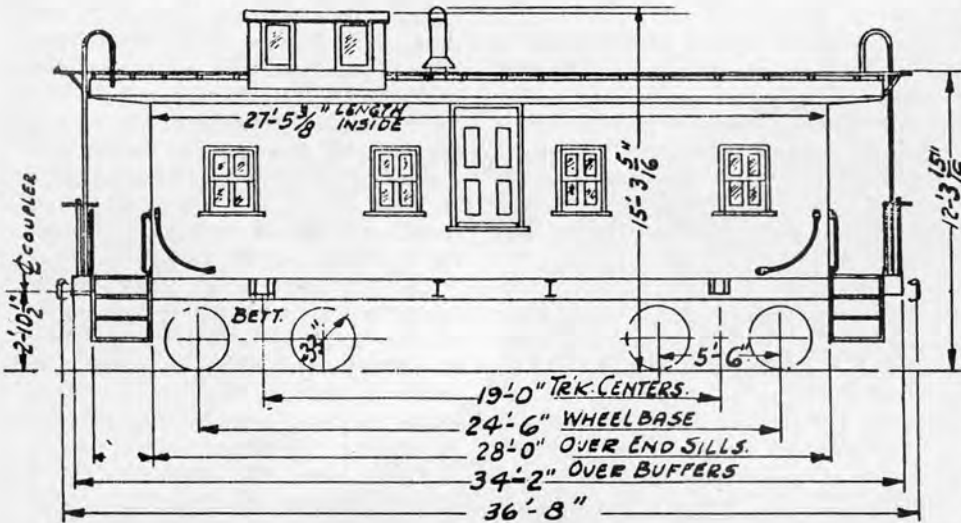 27'-5 3/8" LENGTH
INSIDE
15'-3 5/16"
12'-3 15/16"
2'-10 1/2" ℄ COUPLER
BETT.
33"
5'-6"
19'-0" TRK. CENTERS.
24'-6" WHEELBASE
28'-0" OVER END SILLS.
34'-2" OVER BUFFERS
36'-8"